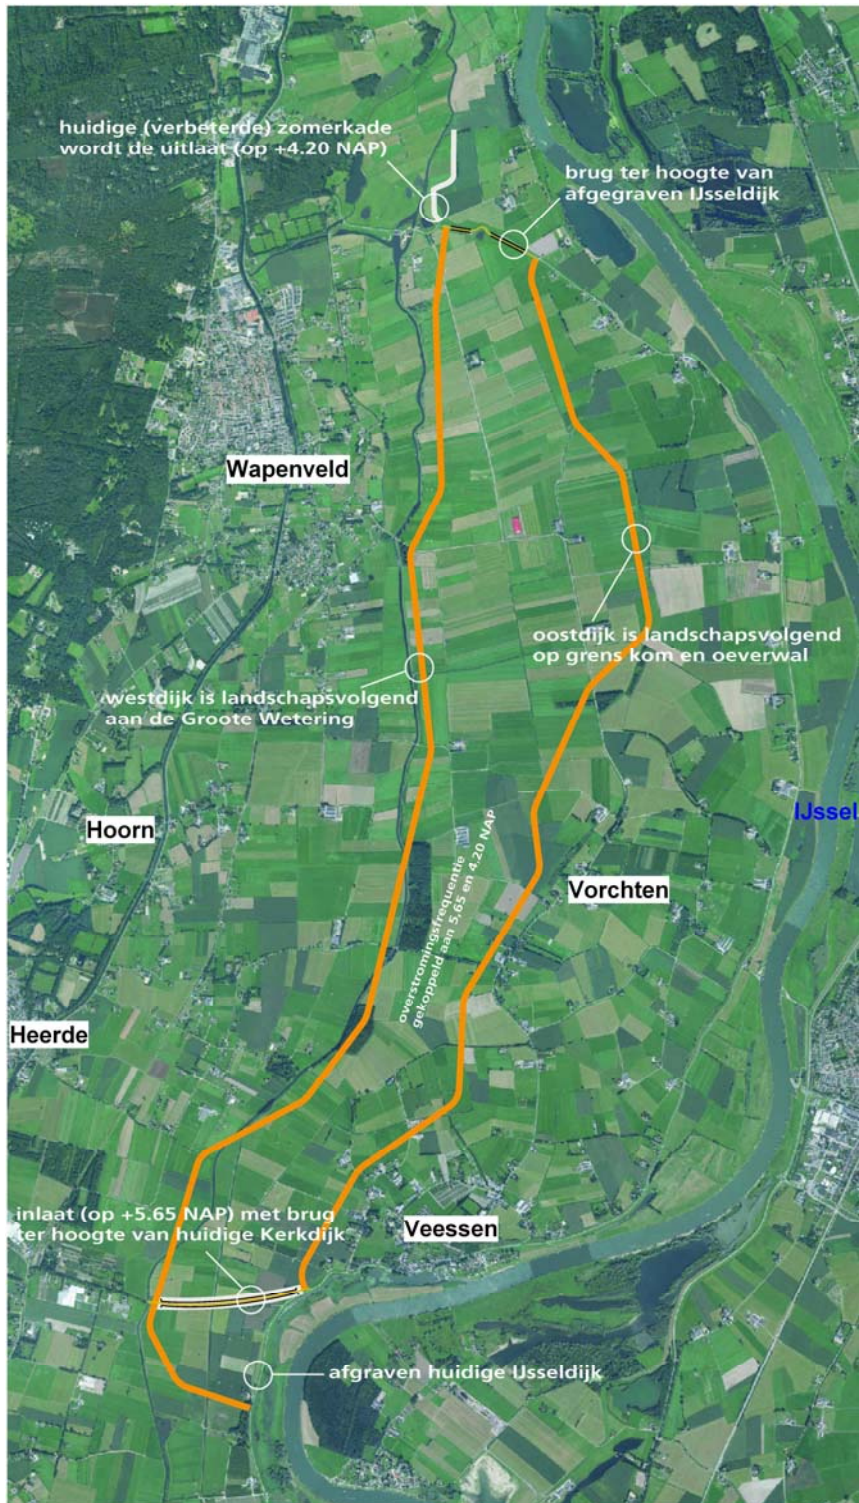 huidige (verbeterde) zomerkade
wordt de uitlaat (op +4.20 NAP)
brug ter hoogte van
afgegraven IJsseldijk
Wapenveld
oostdijk is landschapsvolgend
op grens kom en oeverwal
westdijk is landschapsvolgend
aan de Groote Wetering
IJssel
Hoorn
overstromingsfrequentie
gekoppeld aan 5,65 en 4.20 NAP
Vorchten
Heerde
inlaat (op +5.65 NAP) met brug
ter hoogte van huidige Kerkdijk
Veessen
afgraven huidige IJsseldijk